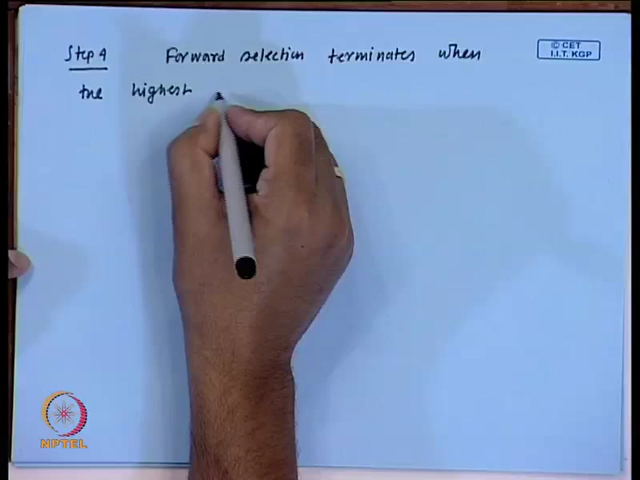 Step 4 Forward selection terminates when
the highest
© CET
I.I.T. KGP
NPTEL